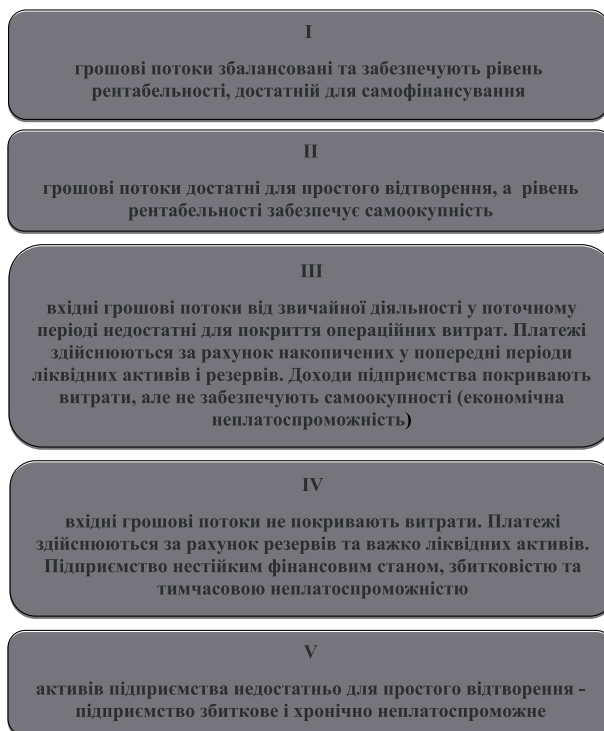 I
грошові потоки збалансовані та забезпечують рівень
рентабельності, достатній для самофінансування
II
грошові потоки достатні для простого відтворення, а рівень
рентабельності забезпечує самоокупність
III
вхідні грошові потоки від звичайної діяльності у поточному
періоді недостатні для покриття операційних витрат. Платежі
здійснюються за рахунок накопичених у попередні періоди
ліквідних активів і резервів. Доходи підприємства покривають
витрати, але не забезпечують самоокупності (економічна
неплатоспроможність)
IV
вхідні грошові потоки не покривають витрати. Платежі
здійснюються за рахунок резервів та важко ліквідних активів.
Підприємство нестійким фінансовим станом, збитковістю та
тимчасовою неплатоспроможністю
V
активів підприємства недостатньо для простого відтворення -
підприємство збиткове і хронічно неплатоспроможне